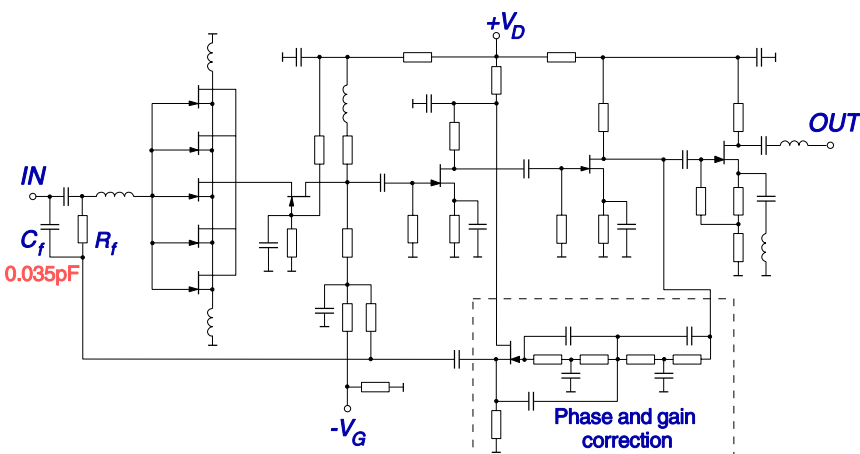 +V_D
OUT
IN
C_f
R_f
0.035pF
-V_G
Phase and gain
correction